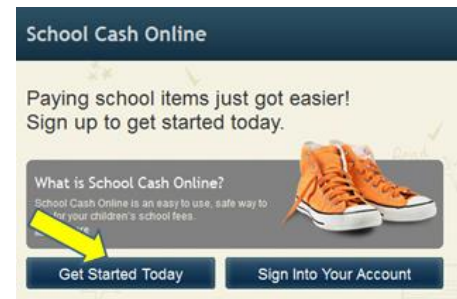 School Cash Online
Paying school items just got easier!
Sign up to get started today.
What is School Cash Online?
School Cash Online is an easy to use, safe way to
for your children's school fees.
Get Started Today
Sign Into Your Account